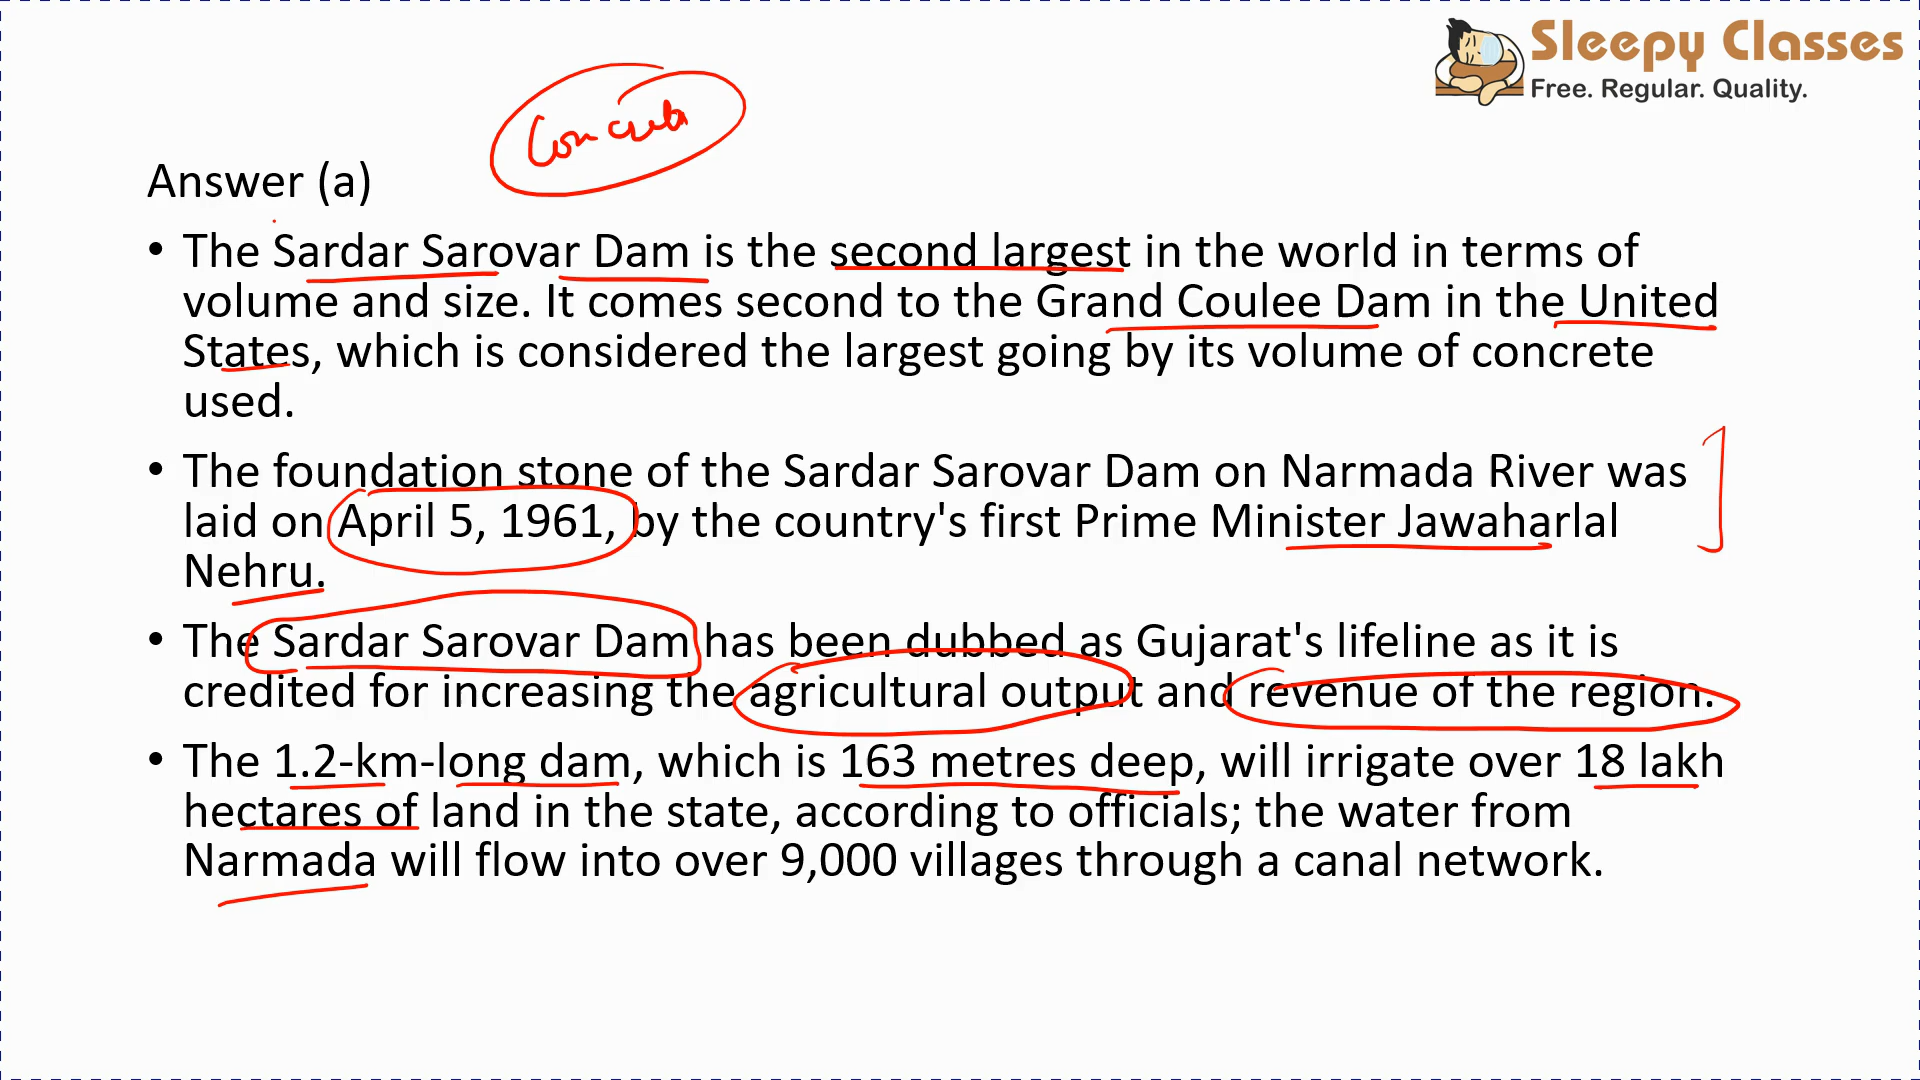 Sleepy Classes
Free. Regular. Quality.
Concrete
Answer (a)
• The Sardar Sarovar Dam is the second largest in the world in terms of
volume and size. It comes second to the Grand Coulee Dam in the United
States, which is considered the largest going by its volume of concrete
used.
• The foundation stone of the Sardar Sarovar Dam on Narmada River was
laid on April 5, 1961, by the country's first Prime Minister Jawaharlal
Nehru.
• The Sardar Sarovar Dam has been dubbed as Gujarat's lifeline as it is
credited for increasing the agricultural output and revenue of the region.
• The 1.2-km-long dam, which is 163 metres deep, will irrigate over 18 lakh
hectares of land in the state, according to officials; the water from
Narmada will flow into over 9,000 villages through a canal network.